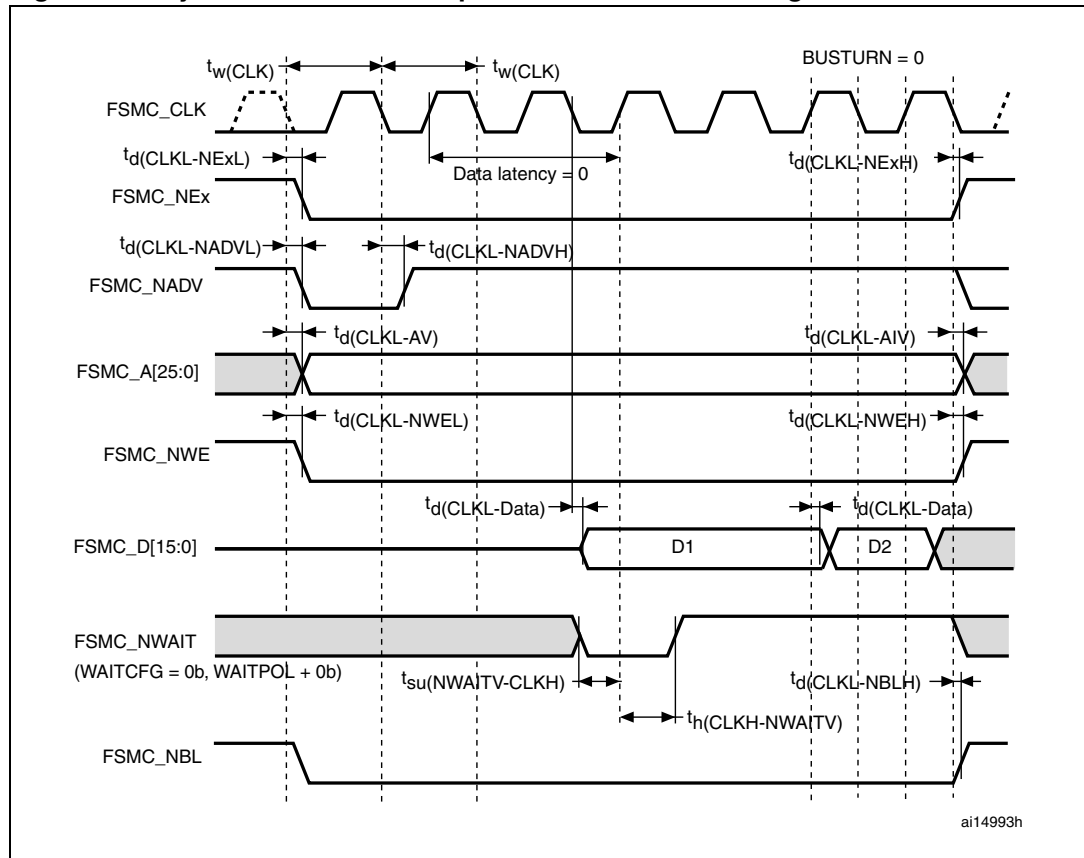 BUSTURN = 0
tw(CLK) tw(CLK)
FSMC_CLK
td(CLKL-NExL) Data latency = 0 td(CLKL-NExH)
FSMC_NEx
td(CLKL-NADVL) td(CLKL-NADVH)
FSMC_NADV
td(CLKL-AV) td(CLKL-AIV)
FSMC_A[25:0]
td(CLKL-NWEL) td(CLKL-NWEH)
FSMC_NWE
td(CLKL-Data) td(CLKL-Data)
FSMC_D[15:0] D1 D2
FSMC_NWAIT
(WAITCFG = 0b, WAITPOL + 0b)
tsu(NWAITV-CLKH) td(CLKL-NBLH)
th(CLKH-NWAITV)
FSMC_NBL
ai14993h